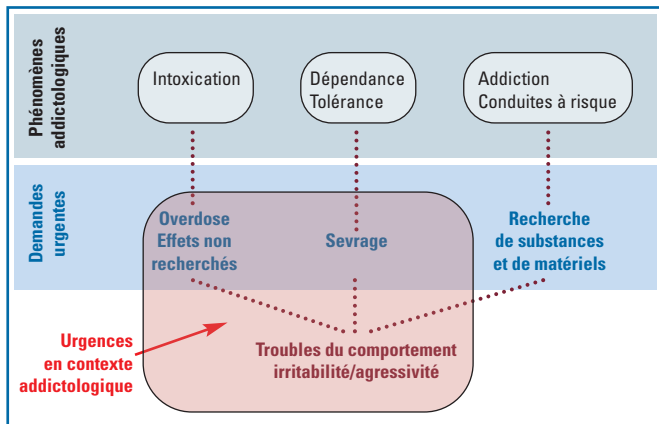 Phénomènes
addictologiques
Intoxication
Dépendance
Tolérance
Addiction
Conduites à risque
Demandes
urgentes
Overdose
Effets non
recherchés
Sevrage
Recherche
de substances
et de matériels
Urgences
en contexte
addictologique
Troubles du comportement
irritabilité/agressivité